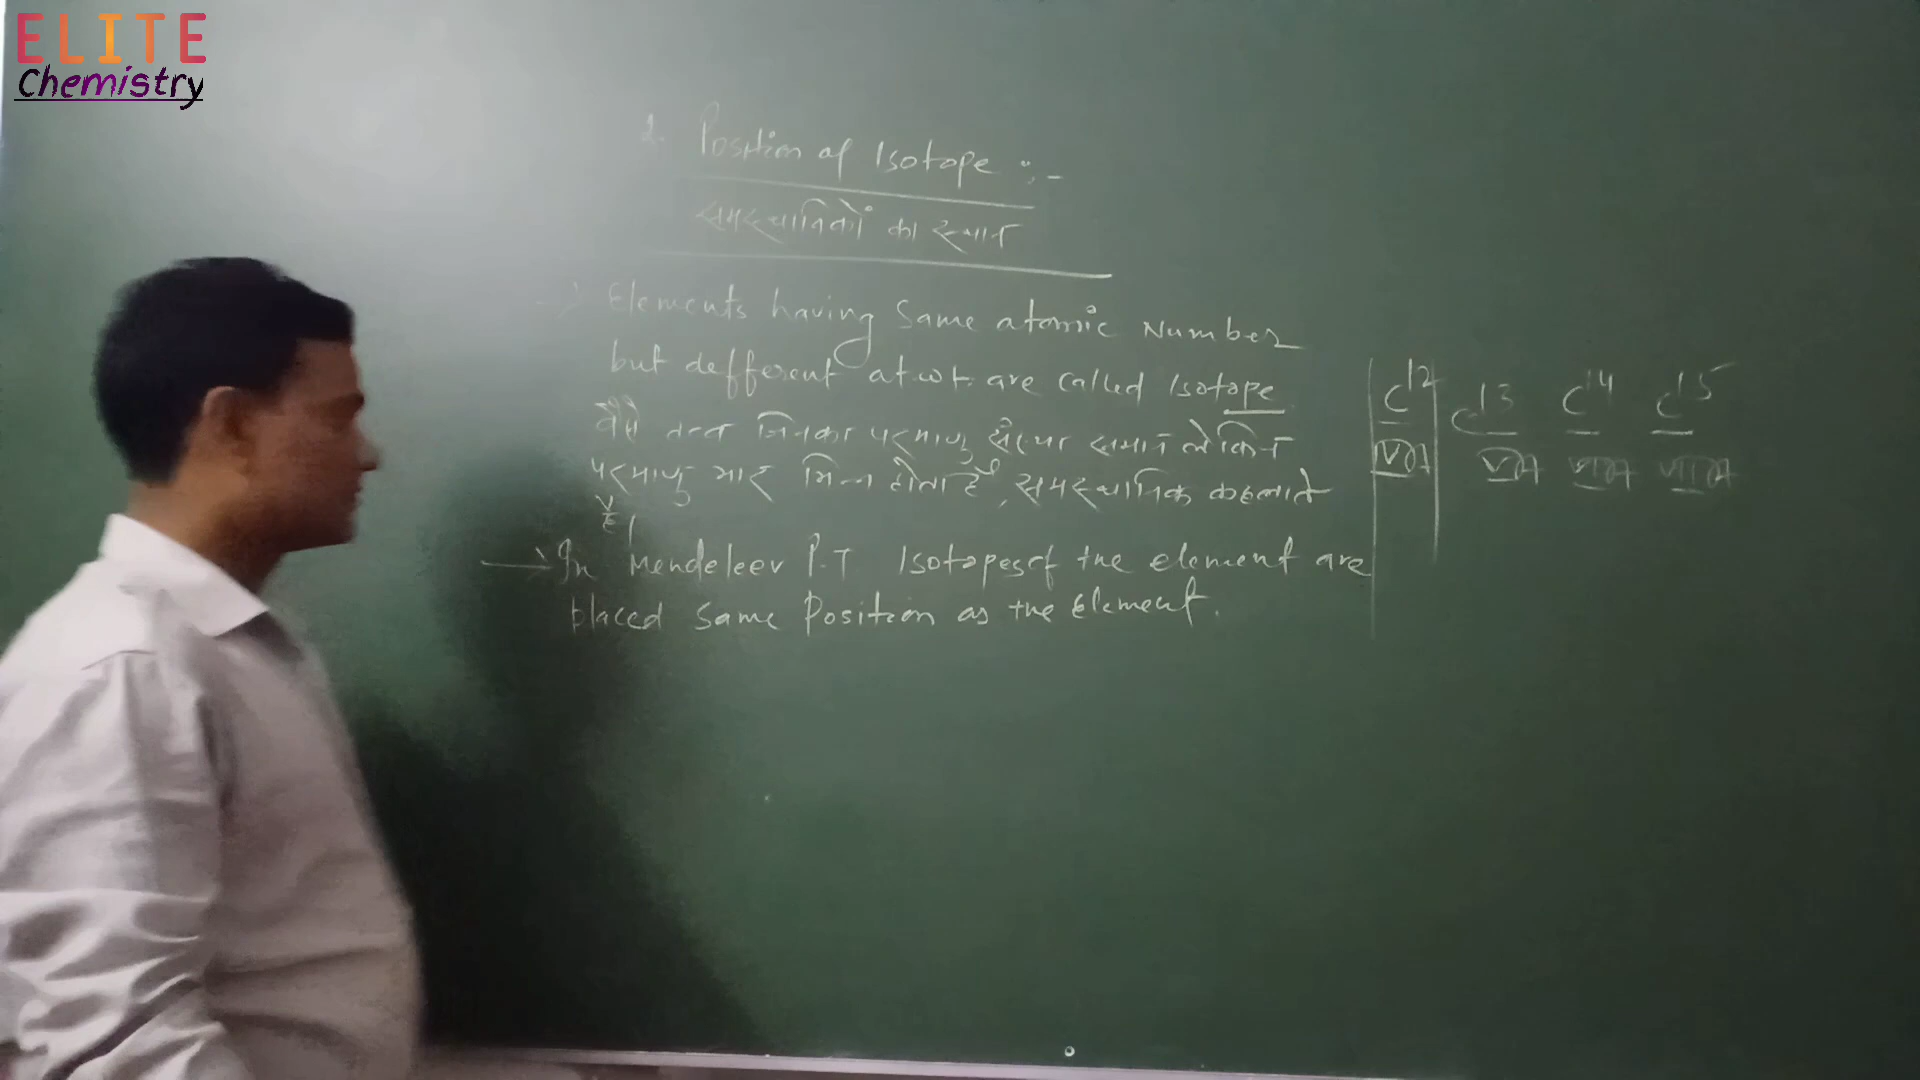 ELITE
Chemistry
2. Position of Isotope :-
समस्थानिकों का स्थान
→ Elements having Same atomic Number
but defferent at.wt. are called Isotope
वैसे तत्व जिनका परमाणु संख्या समान लेकिन
परमाणु भार भिन्न होता है, समस्थानिक कहलाते
हैं।
→ In Mendeleev P.T Isotopes of the element are
placed Same Position as the Element.
C12 C13 C14 C15